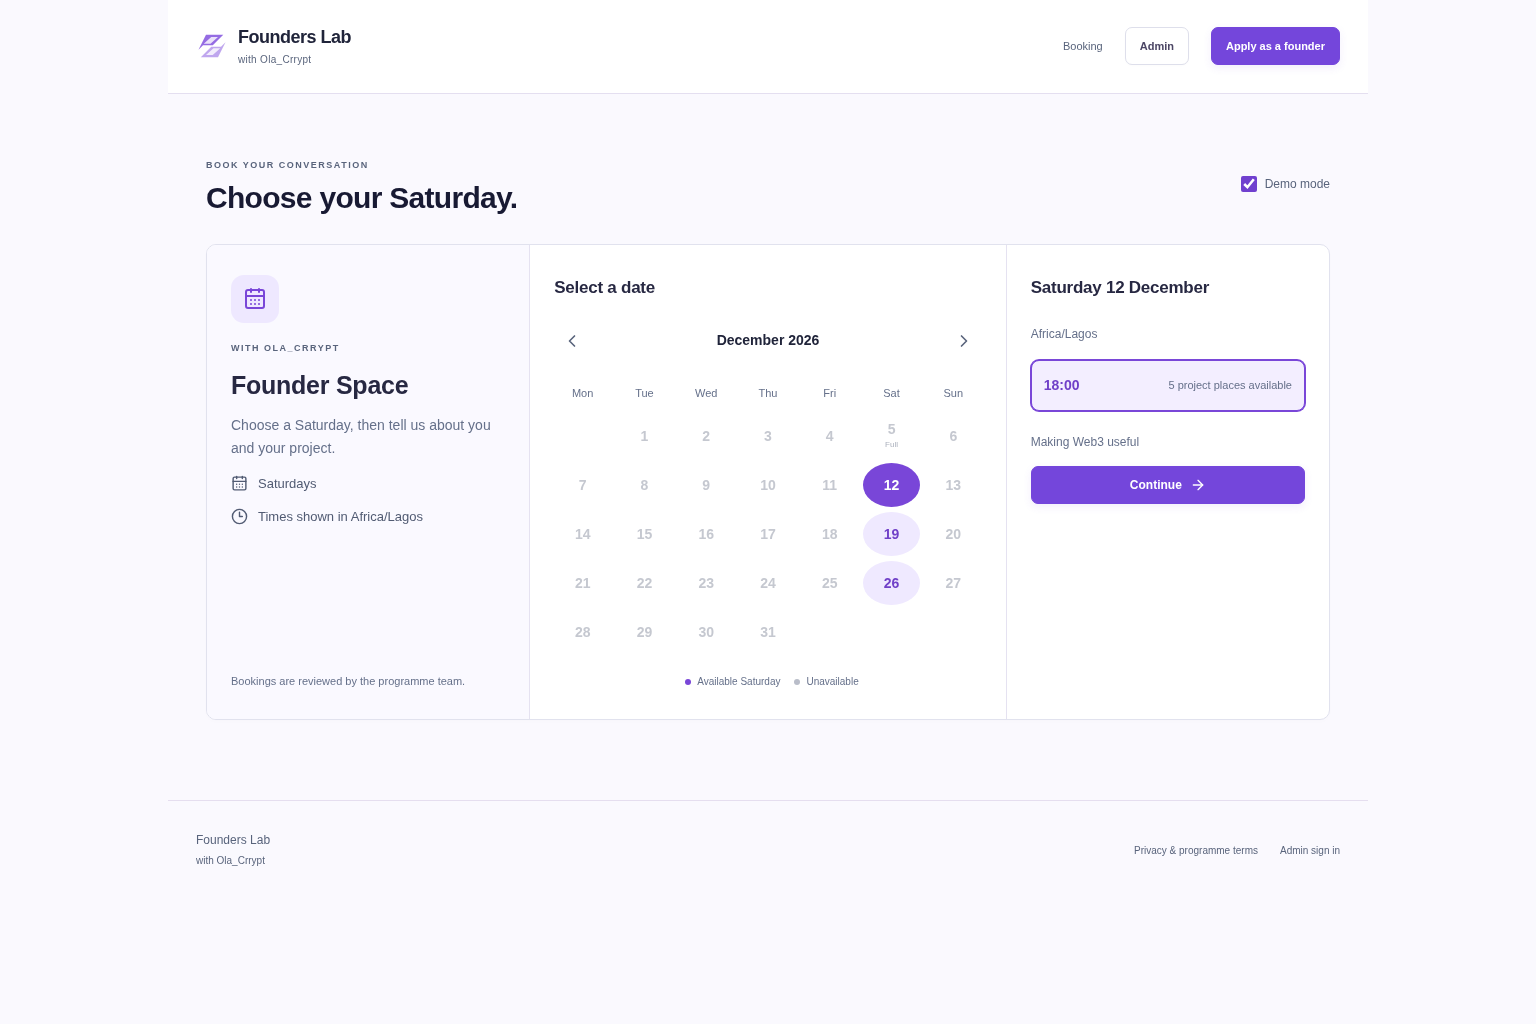 Founders Lab
with Ola_Crrypt
Booking
Admin
Apply as a founder
BOOK YOUR CONVERSATION
Choose your Saturday.
Demo mode
WITH OLA_CRRYPT
Founder Space
Choose a Saturday, then tell us about you
and your project.
Saturdays
Times shown in Africa/Lagos
Bookings are reviewed by the programme team.
Select a date
December 2026
Mon Tue Wed Thu Fri Sat Sun
1 2 3 4 5 6
Full
7 8 9 10 11 12 13
14 15 16 17 18 19 20
21 22 23 24 25 26 27
28 29 30 31
Available Saturday Unavailable
Saturday 12 December
Africa/Lagos
18:00 5 project places available
Making Web3 useful
Continue
Founders Lab
with Ola_Crrypt
Privacy & programme terms
Admin sign in